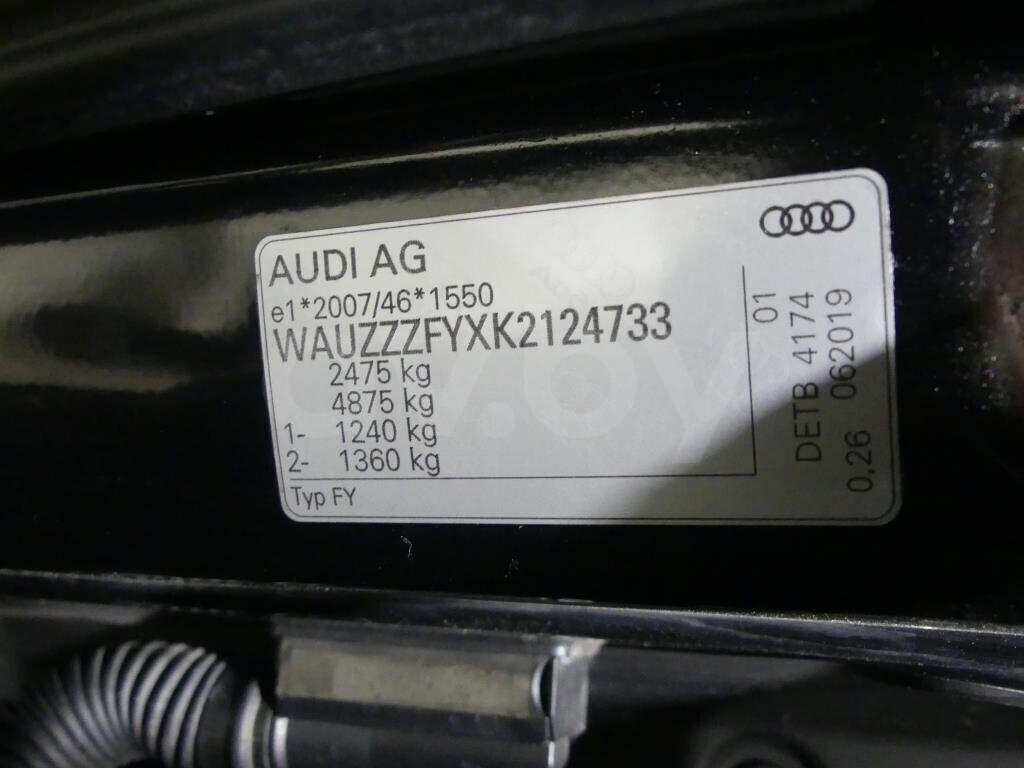 AUDI AG
e1*2007/46*1550
WAUZZZFYXK2124733
2475 kg
4875 kg
1- 1240 kg
2- 1360 kg
Typ FY
01
DETB 4174
0,26 062019